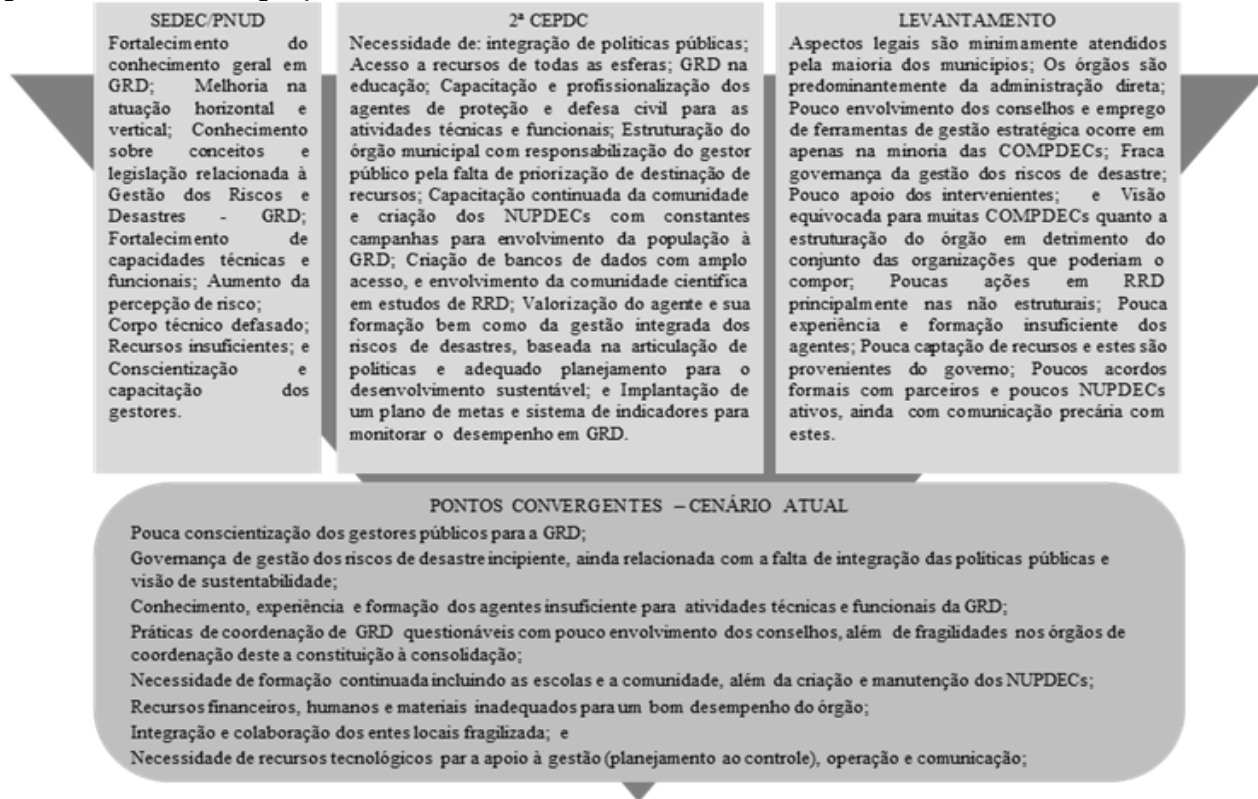 SEDEC/PNUD
Fortalecimento do
conhecimento geral em
GRD; Melhoria na
atuação horizontal e
vertical; Conhecimento
sobre conceitos e
legislação relacionada à
Gestão dos Riscos e
Desastres - GRD;
Fortalecimento de
capacidades técnicas e
funcionais; Aumento da
percepção de risco;
Corpo técnico defasado;
Recursos insuficientes; e
Conscientização e
capacitação dos
gestores.
2ª CEPDC
Necessidade de: integração de políticas públicas;
Acesso a recursos de todas as esferas; GRD na
educação; Capacitação e profissionalização dos
agentes de proteção e defesa civil para as
atividades técnicas e funcionais; Estruturação do
órgão municipal com responsabilização do gestor
público pela falta de priorização de destinação de
recursos; Capacitação continuada da comunidade
e criação dos NUPDECs com constantes
campanhas para envolvimento da população à
GRD; Criação de bancos de dados com amplo
acesso, e envolvimento da comunidade científica
em estudos de RRD; Valorização do agente e sua
formação bem como da gestão integrada dos
riscos de desastres, baseada na articulação de
políticas e adequado planejamento para o
desenvolvimento sustentável; e Implantação de
um plano de metas e sistema de indicadores para
monitorar o desempenho em GRD.
LEVANTAMENTO
Aspectos legais são minimamente atendidos
pela maioria dos municípios; Os órgãos são
predominantemente da administração direta;
Pouco envolvimento dos conselhos e emprego
de ferramentas de gestão estratégica ocorre em
apenas na minoria das COMPDECs; Fraca
governança da gestão dos riscos de desastre;
Pouco apoio dos intervenientes; e Visão
equivocada para muitas COMPDECs quanto a
estruturação do órgão em detrimento do
conjunto das organizações que poderiam o
compor; Poucas ações em RRD
principalmente nas não estruturais; Pouca
experiência e formação insuficiente dos
agentes; Pouca captação de recursos e estes são
provenientes do governo; Poucos acordos
formais com parceiros e poucos NUPDECs
ativos, ainda com comunicação precária com
estes.
PONTOS CONVERGENTES – CENÁRIO ATUAL
Pouca conscientização dos gestores públicos para a GRD;
Governança de gestão dos riscos de desastre incipiente, ainda relacionada com a falta de integração das políticas públicas e
visão de sustentabilidade;
Conhecimento, experiência e formação dos agentes insuficiente para atividades técnicas e funcionais da GRD;
Práticas de coordenação de GRD questionáveis com pouco envolvimento dos conselhos, além de fragilidades nos órgãos de
coordenação deste a constituição à consolidação;
Necessidade de formação continuada incluindo as escolas e a comunidade, além da criação e manutenção dos NUPDECs;
Recursos financeiros, humanos e materiais inadequados para um bom desempenho do órgão;
Integração e colaboração dos entes locais fragilizada; e
Necessidade de recursos tecnológicos par a apoio à gestão (planejamento ao controle), operação e comunicação;